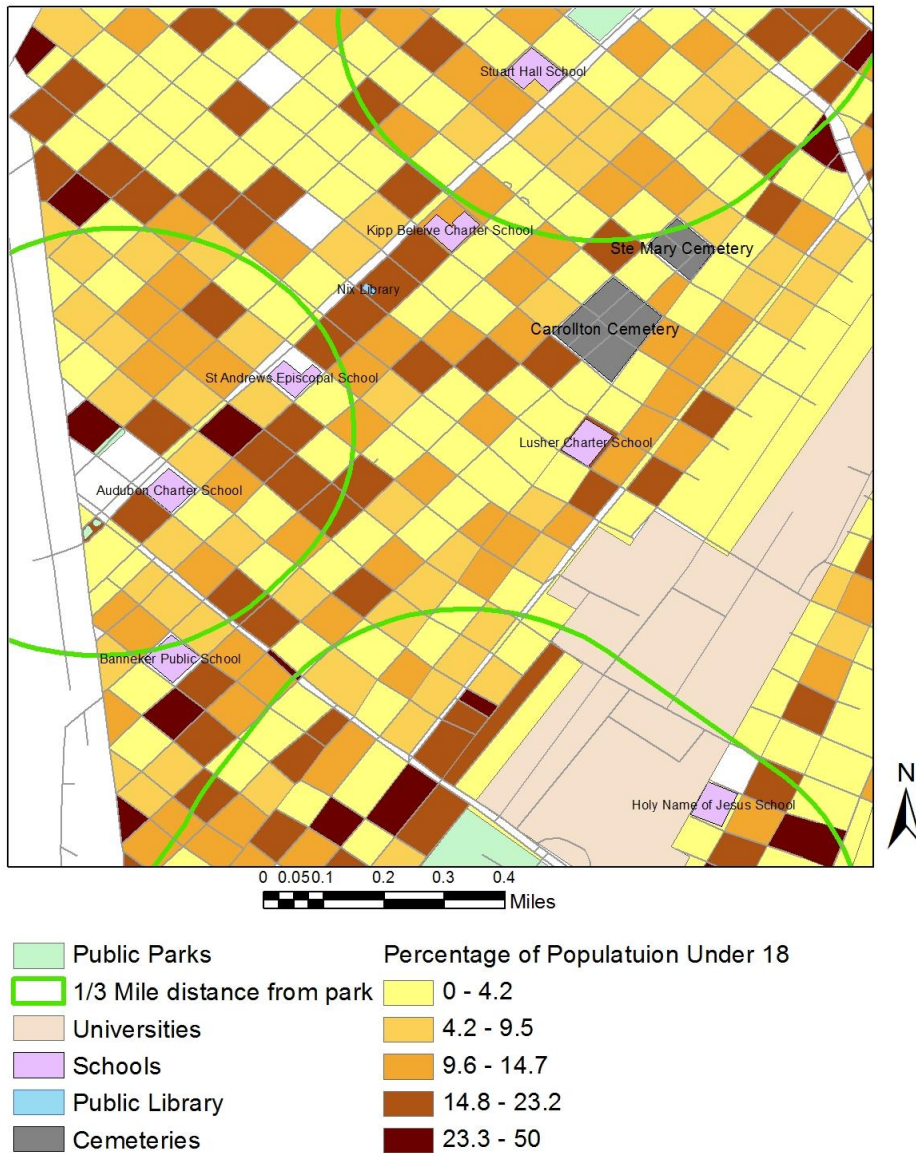 Stuart Hall School
Kipp Beleive Charter School
Ste Mary Cemetery
Nix Library
Carrollton Cemetery
St Andrews Episcopal School
Lusher Charter School
Audubon Charter School
Banneker Public School
Holy Name of Jesus School
N
0 0.050.1 0.2 0.3 0.4
Miles
Public Parks
1/3 Mile distance from park
Universities
Schools
Public Library
Cemeteries
Percentage of Populatuion Under 18
0 - 4.2
4.2 - 9.5
9.6 - 14.7
14.8 - 23.2
23.3 - 50